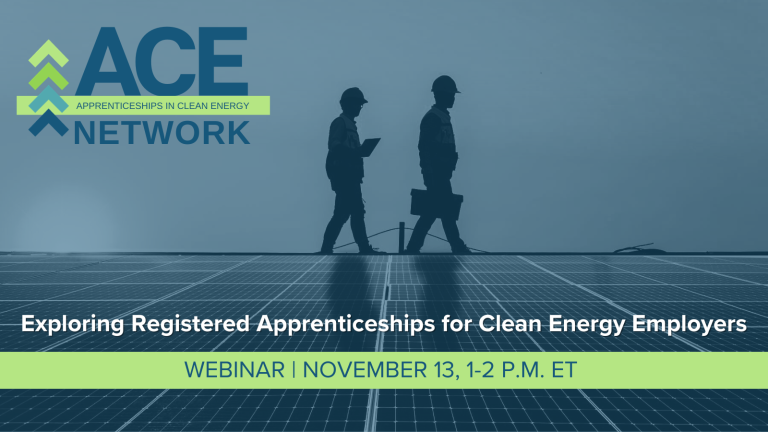 ACE
APPRENTICESHIPS IN CLEAN ENERGY
NETWORK
Exploring Registered Apprenticeships for Clean Energy Employers
WEBINAR | NOVEMBER 13, 1-2 P.M. ET